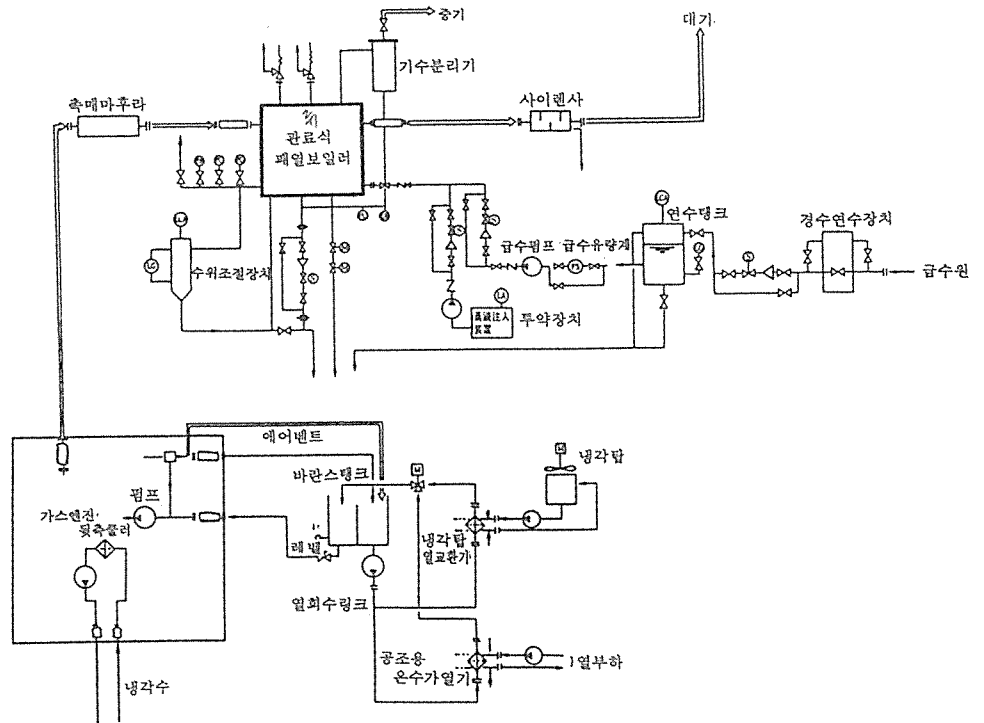 증기
대기
기수분리기
촉매마후라
사이렌사
관료식
폐열보일러
연수탱크
경수연수장치
급수펌프 급수유량계
급수원
수위조절장치
투약장치
에어벤트
바란스탱크
냉각탑
펌프
가스엔진·
레벨
냉각탑
열교환기
열회수링크
공조용
온수가열기
열부하
냉각수